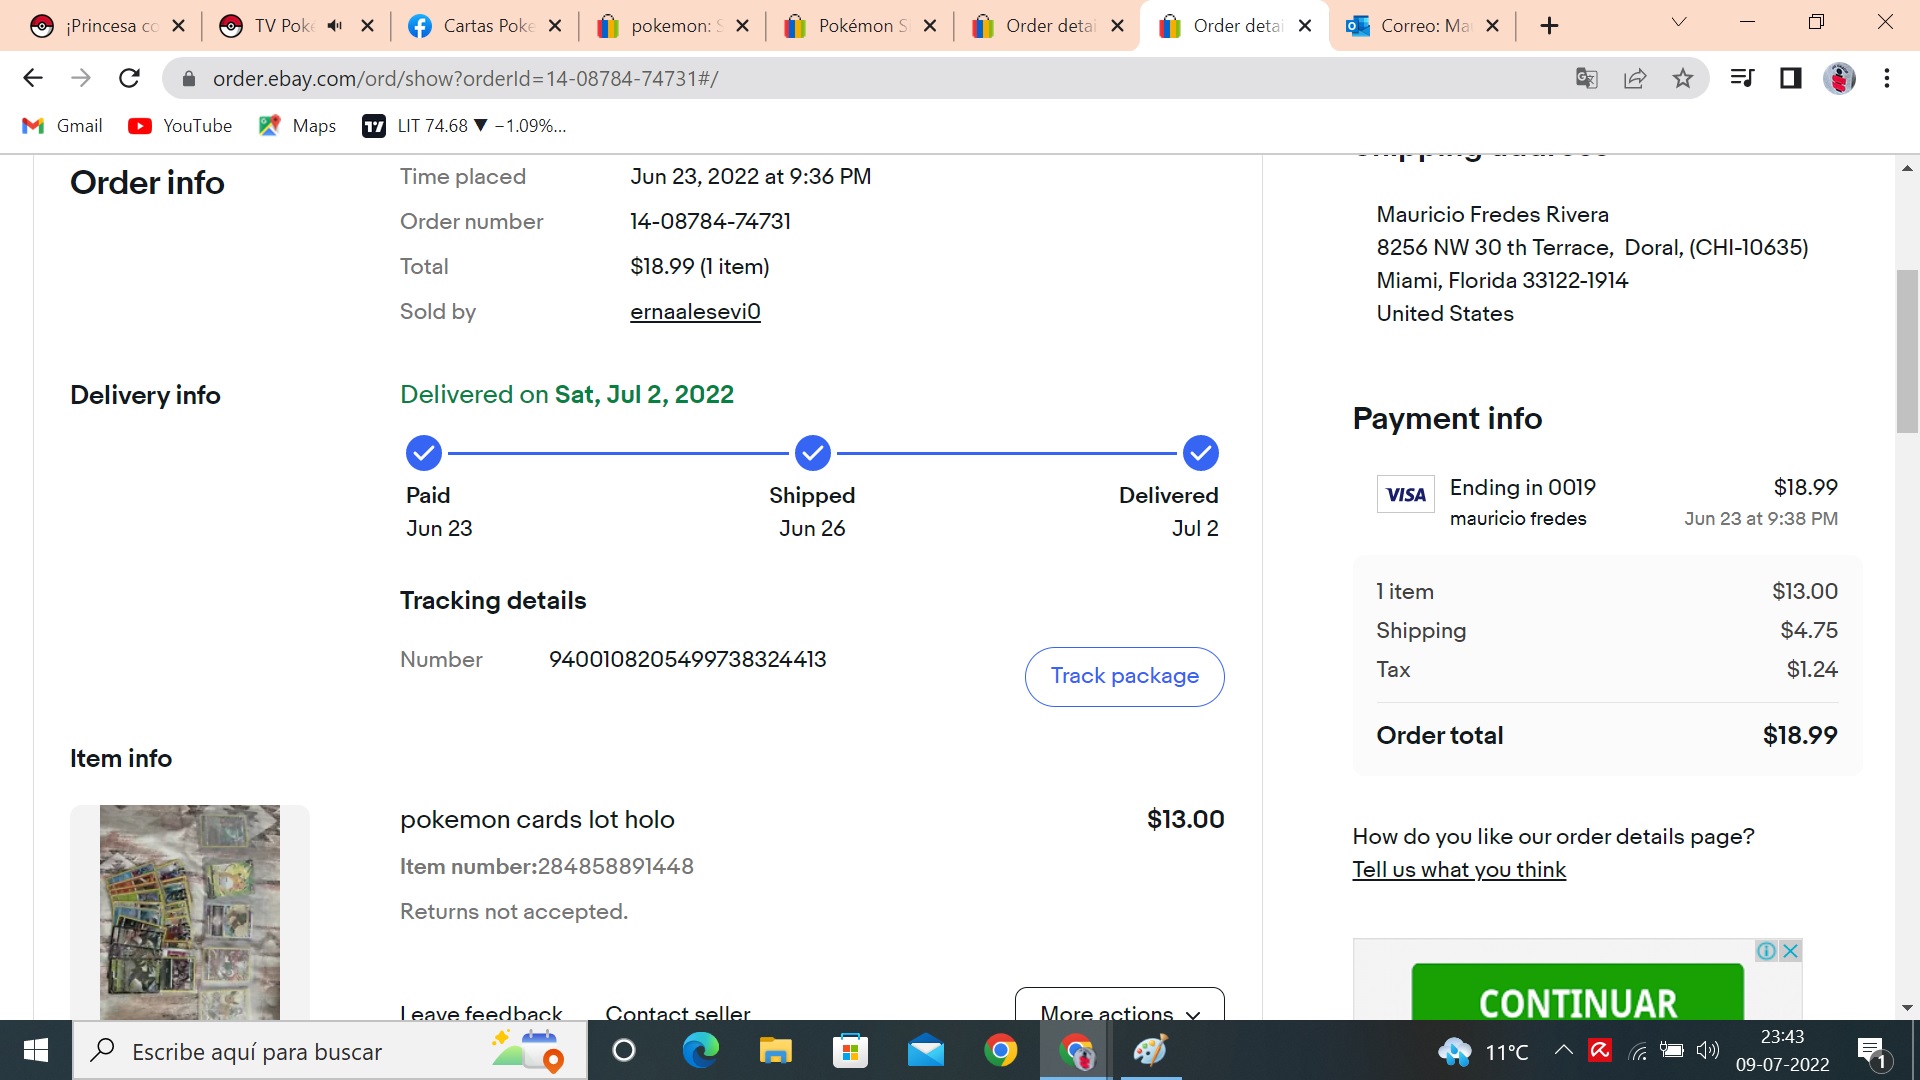 ¡Princesa co
TV Poké
Cartas Poke
pokemon: S
Pokémon S
Order detai
Order detai
Correo: Ma
order.ebay.com/ord/show?orderId=14-08784-74731#/
Gmail
YouTube
Maps
LIT 74.68 ▼ −1.09%...
Order info
Time placed Jun 23, 2022 at 9:36 PM
Order number 14-08784-74731
Total $18.99 (1 item)
Sold by ernaalesevi0
Delivery info
Delivered on Sat, Jul 2, 2022
Paid Shipped Delivered
Jun 23 Jun 26 Jul 2
Tracking details
Number 9400108205499738324413
Track package
Item info
pokemon cards lot holo $13.00
Item number:284858891448
Returns not accepted.
Leave feedback Contact seller More actions
Shipping address
Mauricio Fredes Rivera
8256 NW 30 th Terrace, Doral, (CHI-10635)
Miami, Florida 33122-1914
United States
Payment info
VISA Ending in 0019 $18.99
mauricio fredes Jun 23 at 9:38 PM
1 item $13.00
Shipping $4.75
Tax $1.24
Order total $18.99
How do you like our order details page?
Tell us what you think
CONTINUAR
Escribe aquí para buscar
11°C
23:43
09-07-2022
1